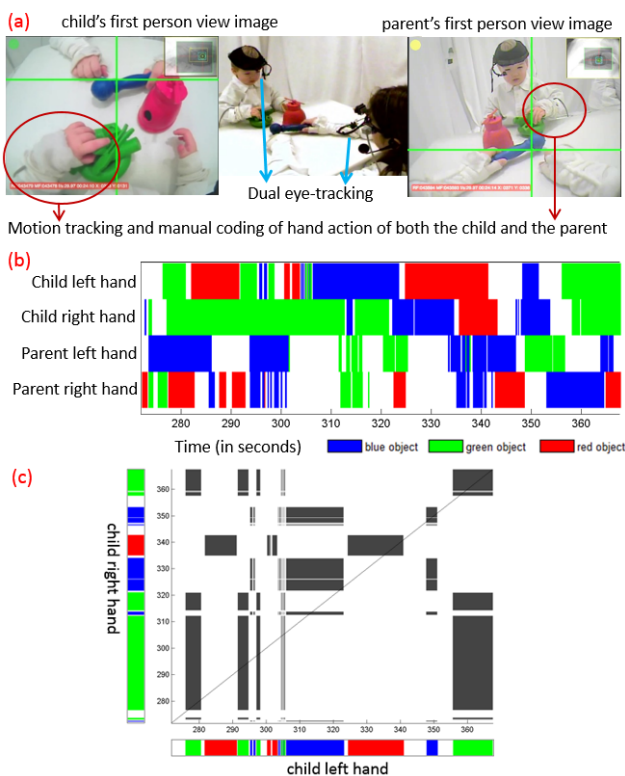 (a)
child's first person view image
parent's first person view image
Dual eye-tracking
Motion tracking and manual coding of hand action of both the child and the parent
(b)
Child left hand
Child right hand
Parent left hand
Parent right hand
280 290 300 310 320 330 340 350 360
Time (in seconds)
blue object
green object
red object
(c)
360
350
340
330
320
310
300
290
280
child right hand
280 290 300 310 320 330 340 350 360
child left hand